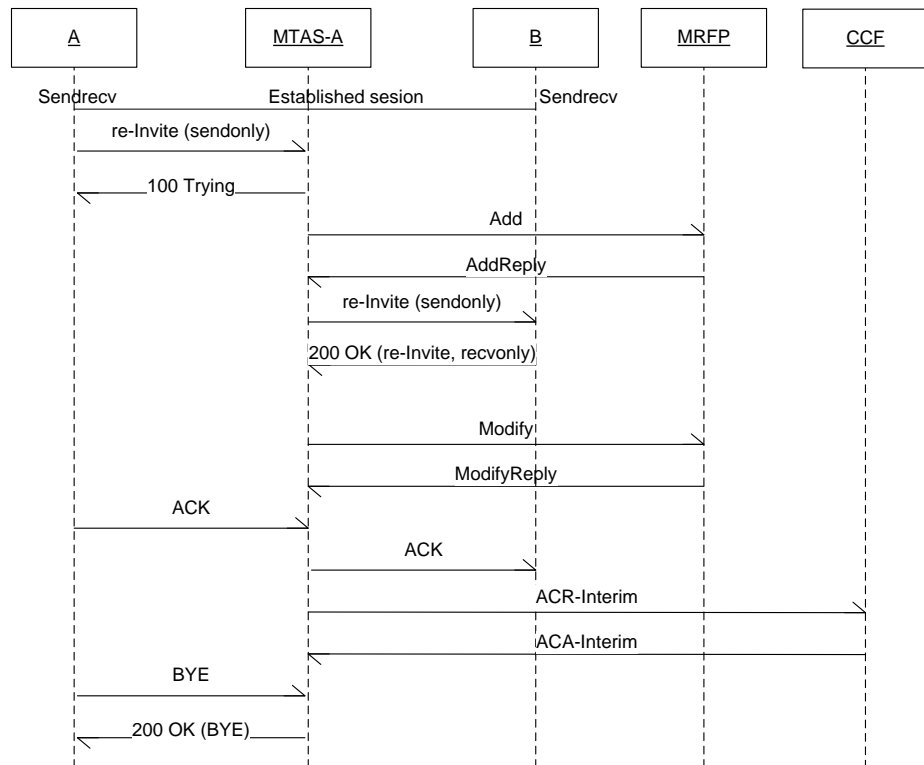 A
MTAS-A
B
MRFP
CCF
Sendrecv
Established sesion
Sendrecv
re-Invite (sendonly)
100 Trying
Add
AddReply
re-Invite (sendonly)
200 OK (re-Invite, recvonly)
Modify
ModifyReply
ACK
ACK
ACR-Interim
ACA-Interim
BYE
200 OK (BYE)